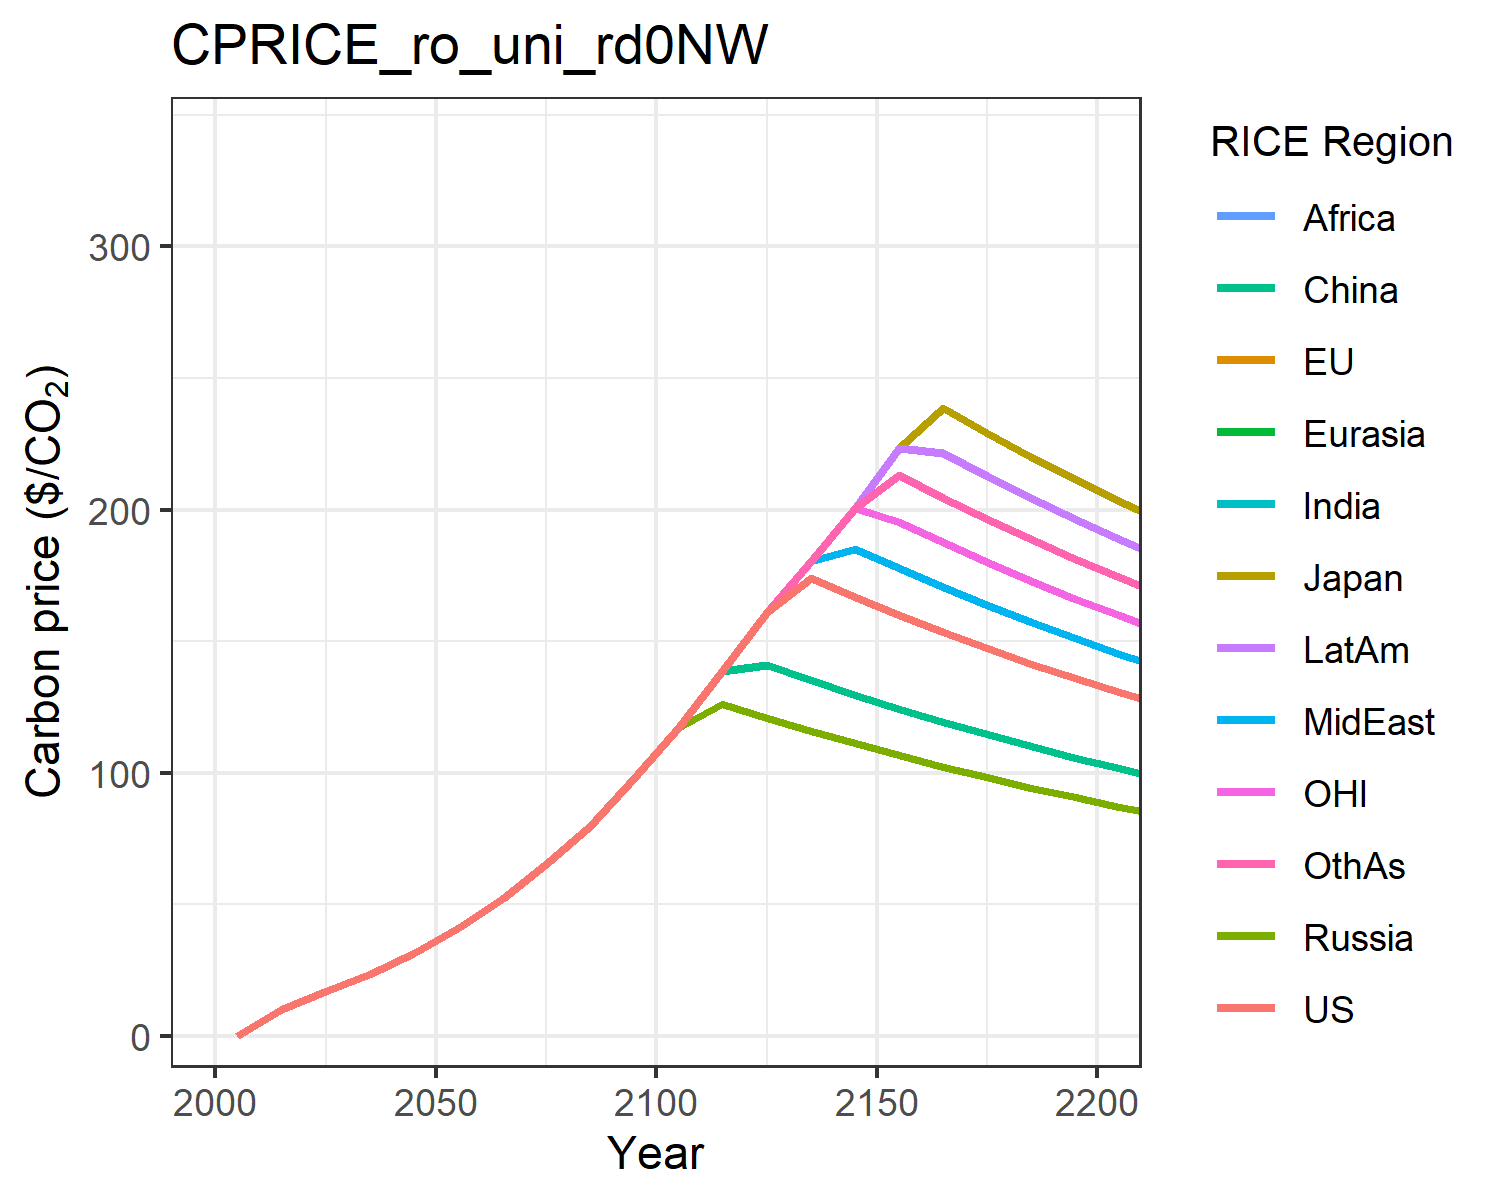 CPRICE_ro_uni_rd0NW
Carbon price ($/CO₂)
300
200
100
0
2000 2050 2100 2150 2200
Year
RICE Region
Africa
China
EU
Eurasia
India
Japan
LatAm
MidEast
OHI
OthAs
Russia
US